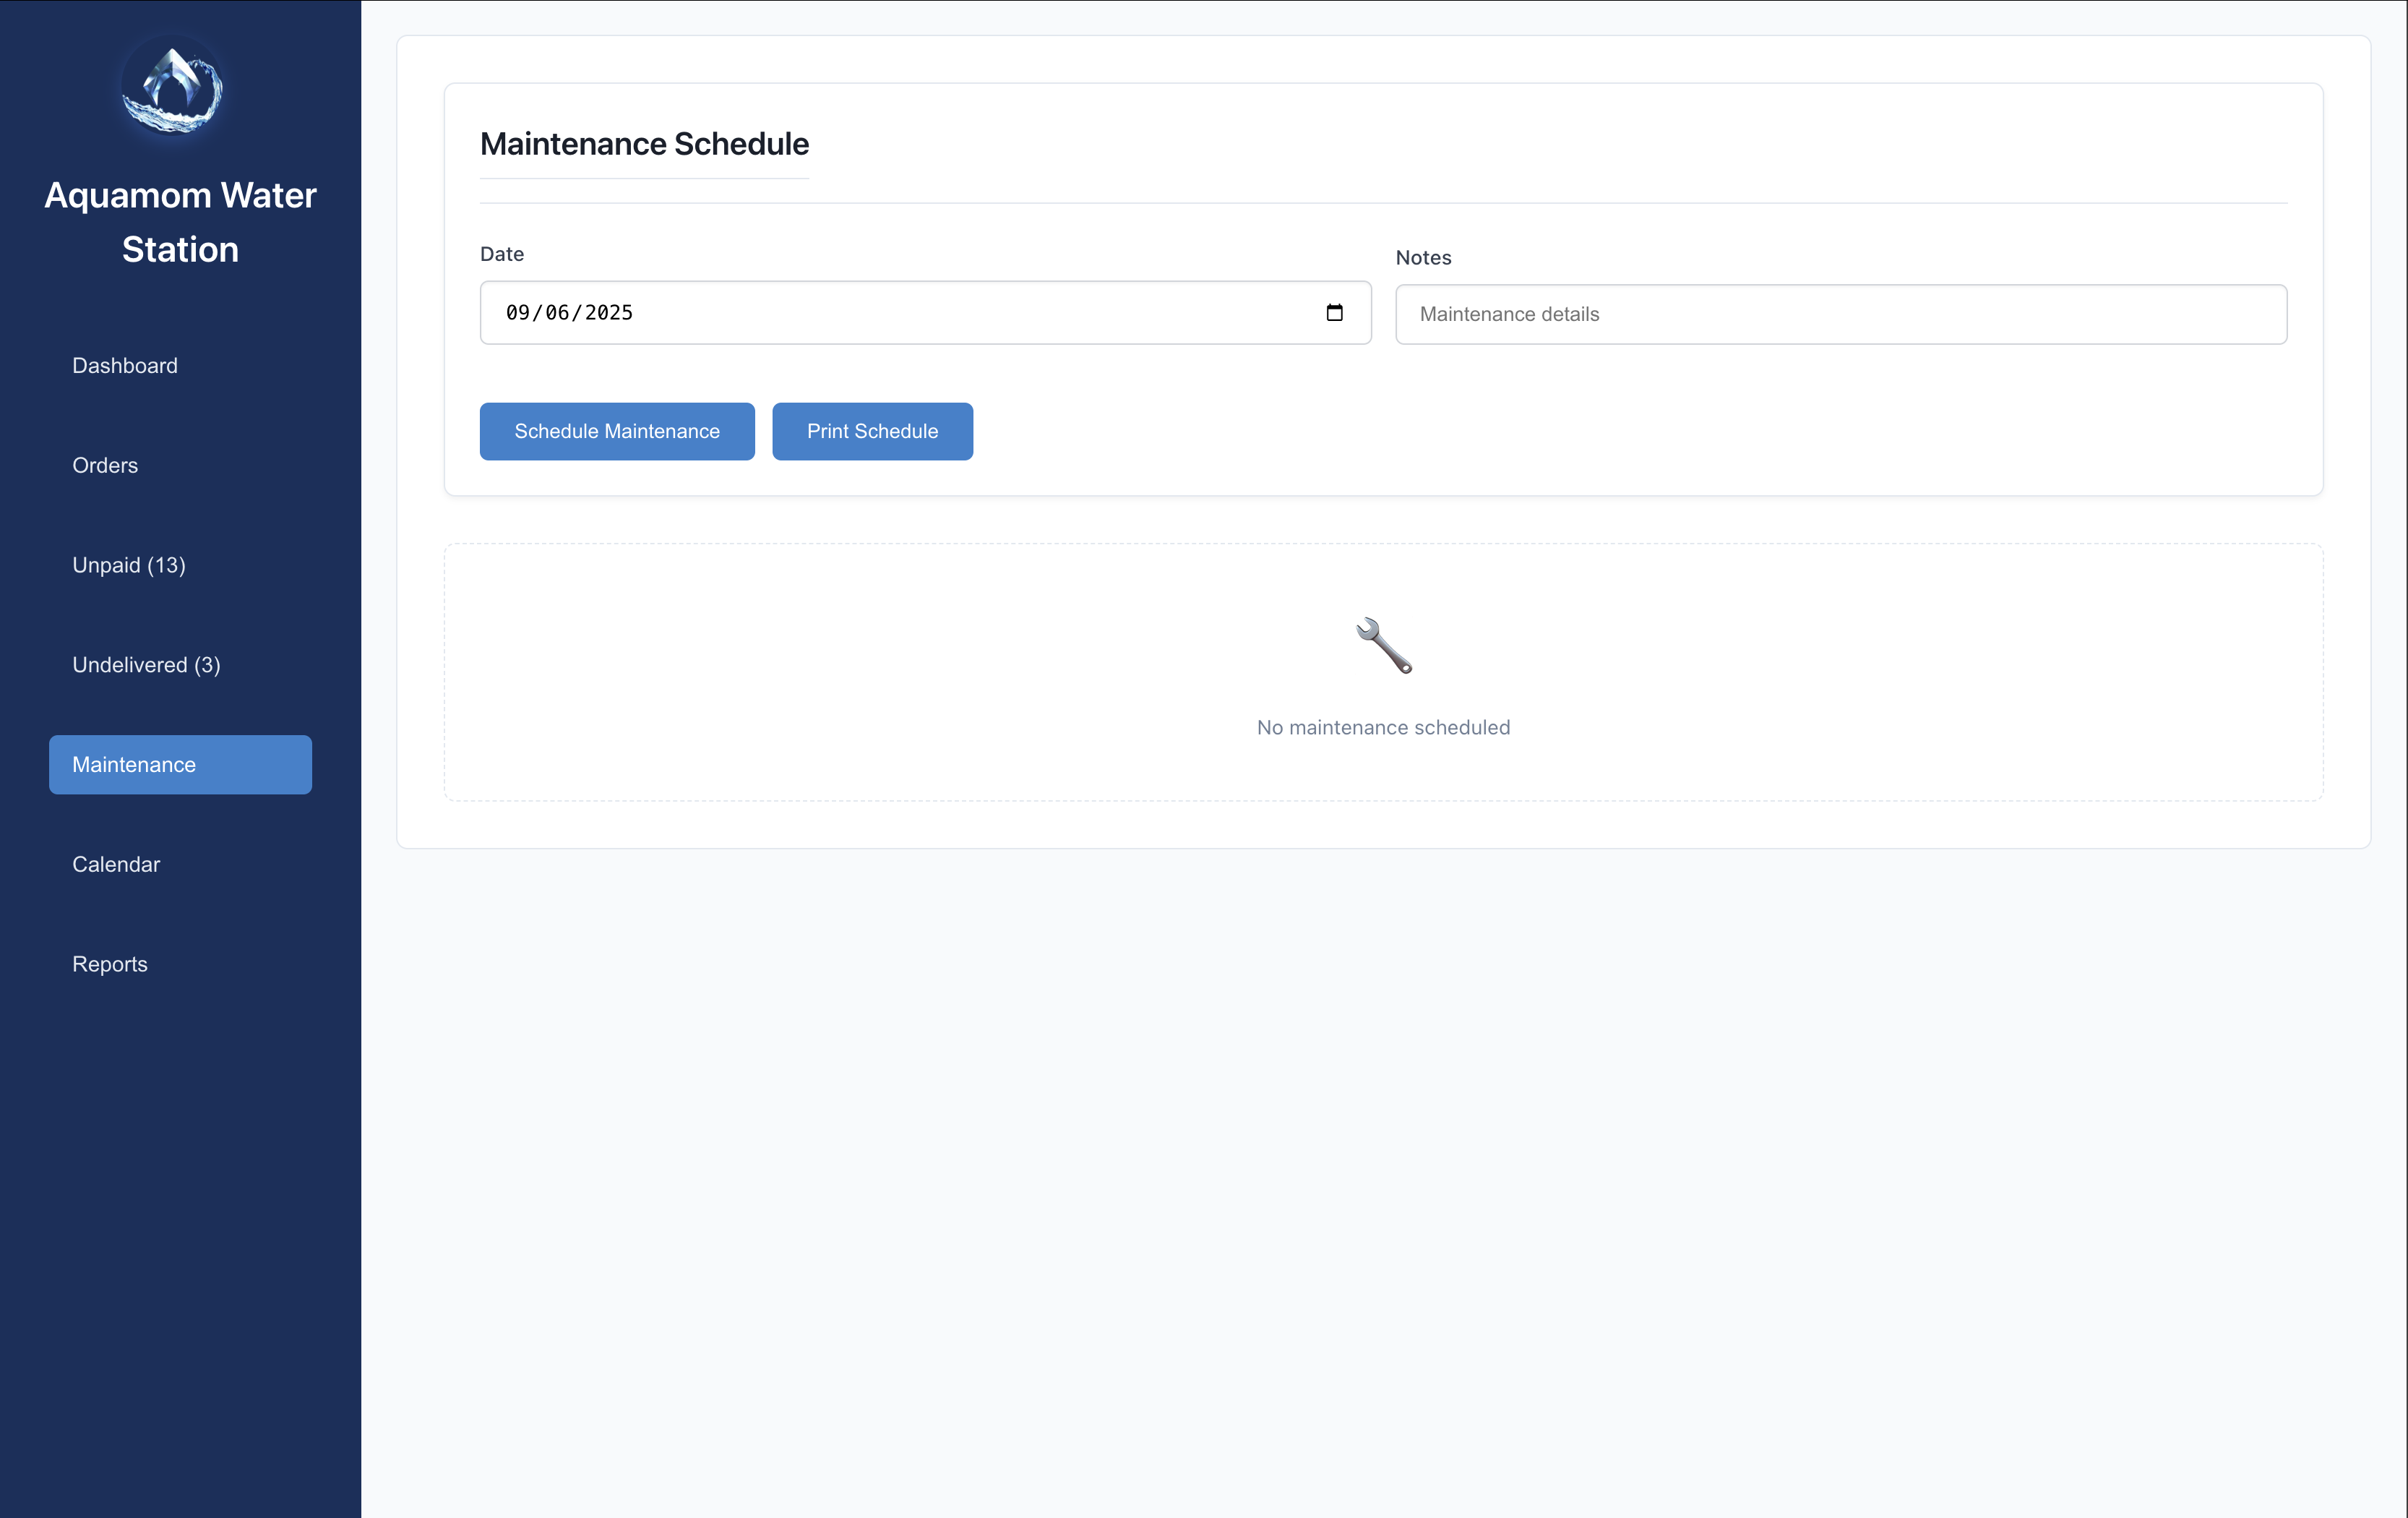 Aquamom Water
Station
Dashboard
Orders
Unpaid (13)
Undelivered (3)
Maintenance
Calendar
Reports
Maintenance Schedule
Date
09/06/2025
Notes
Maintenance details
Schedule Maintenance
Print Schedule
No maintenance scheduled